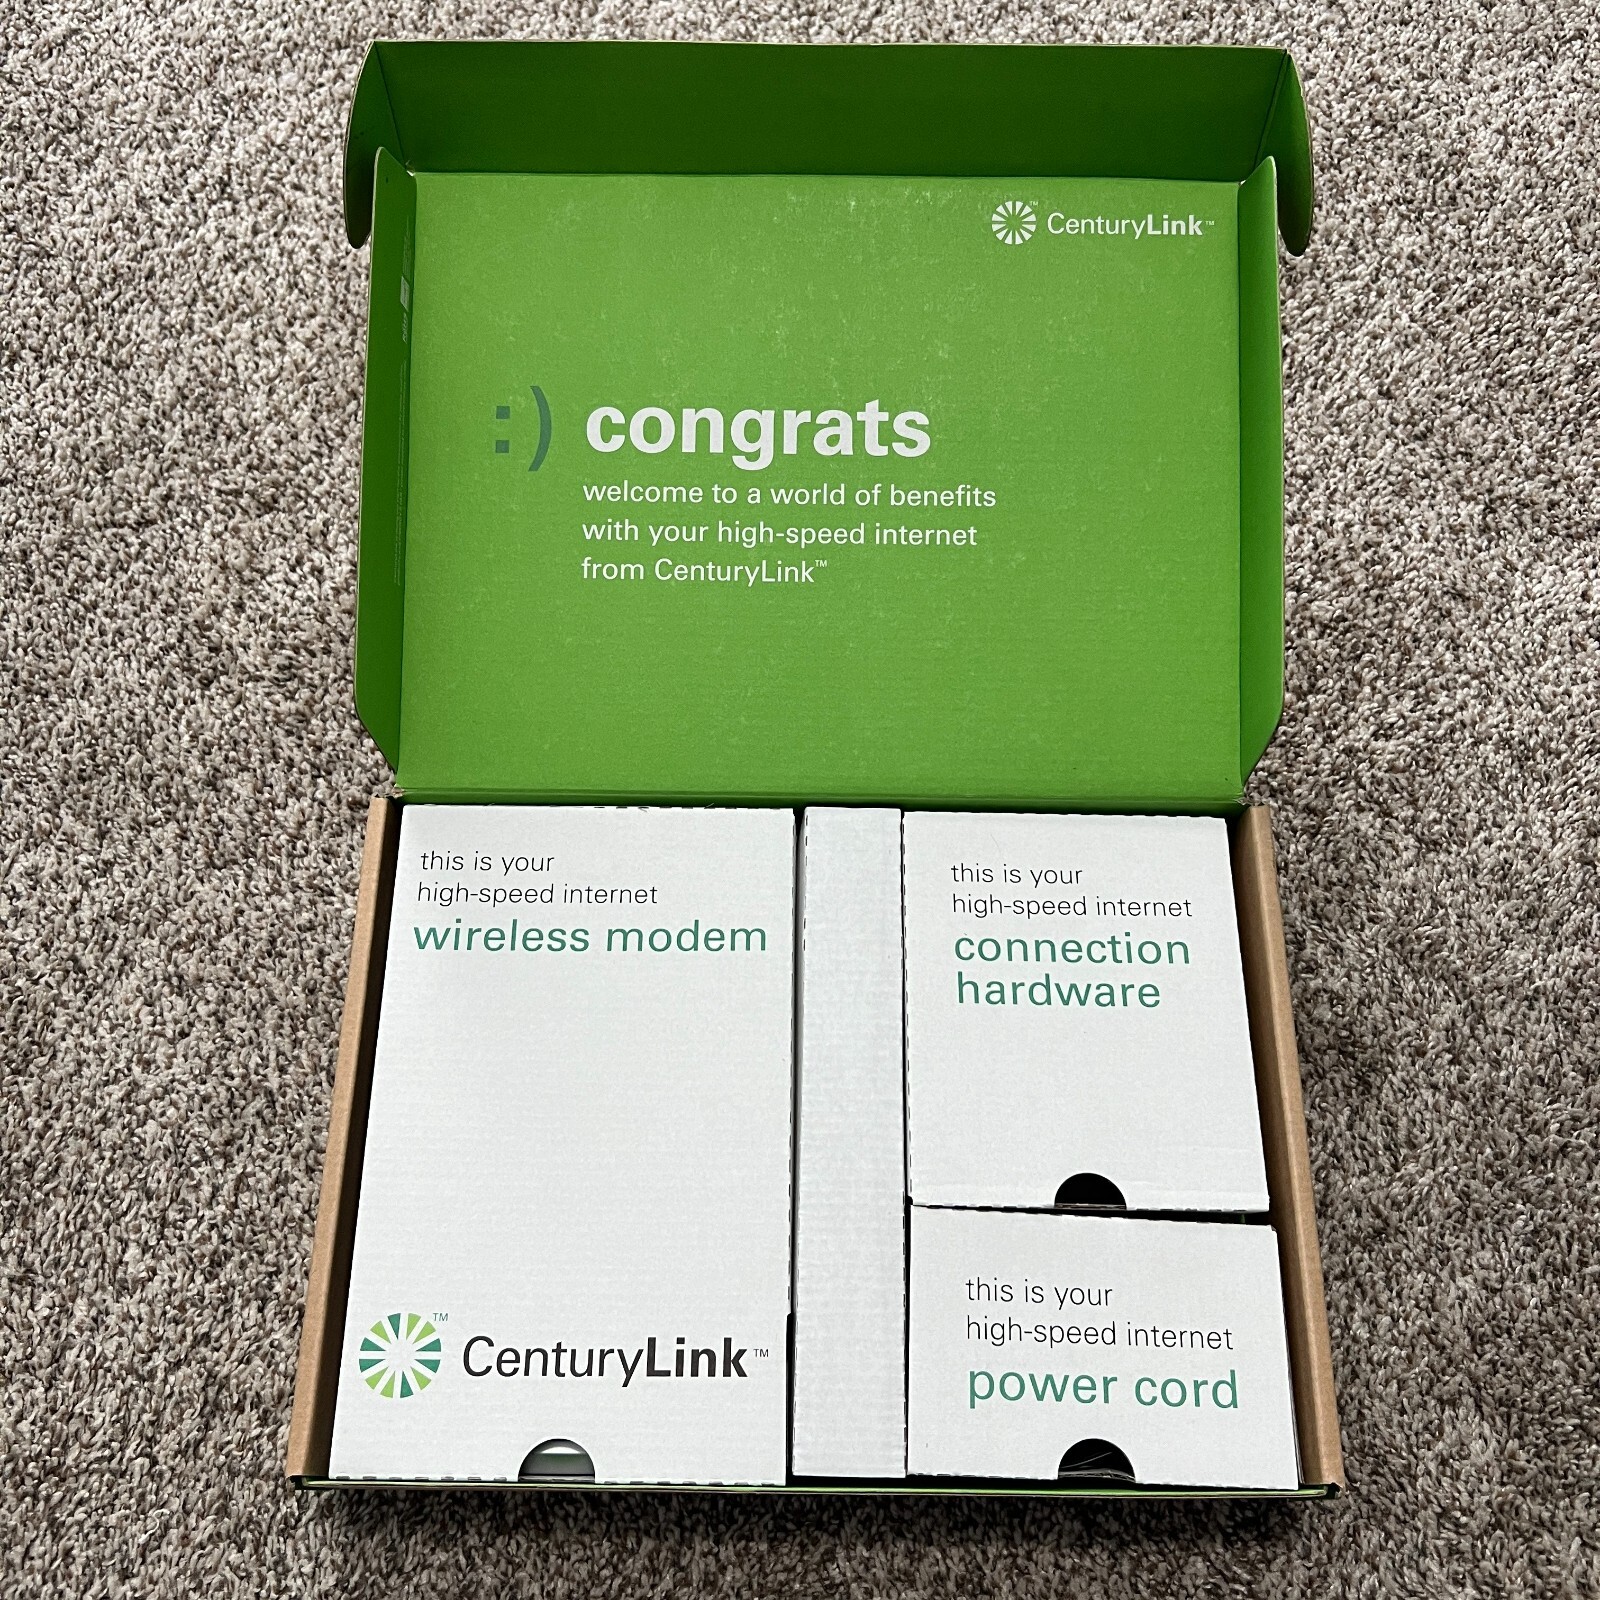 CenturyLink™
:) congrats
welcome to a world of benefits
with your high-speed internet
from CenturyLink™
this is your
high-speed internet
wireless modem
CenturyLink™
this is your
high-speed internet
connection
hardware
this is your
high-speed internet
power cord